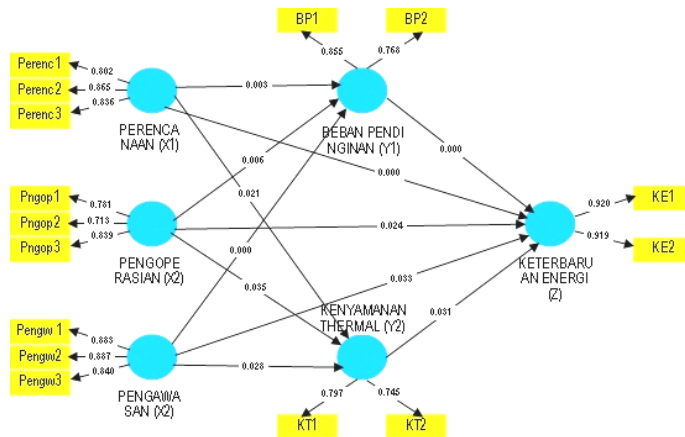 BP1
BP2
0.855
0.768
Perenc1
Perenc2
Perenc3
0.802
0.865
0.836
PERENCA
NAAN (X1)
0.003
BEBAN PENDI
NGINAN (Y1)
0.000
0.006
0.021
0.000
Pngop1
Pngop2
Pngop3
0.781
0.713
0.839
PENGOPE
RASIAN (X2)
0.024
0.000
0.035
0.033
0.920
0.919
KE1
KE2
KETERBARU
AN ENERGI
(Z)
KENYAMANAN
THERMAL (Y2)
0.031
Pengw 1
Pengw2
Pengw3
0.883
0.887
0.840
PENGAWA
SAN (X2)
0.028
0.797
0.745
KT1
KT2